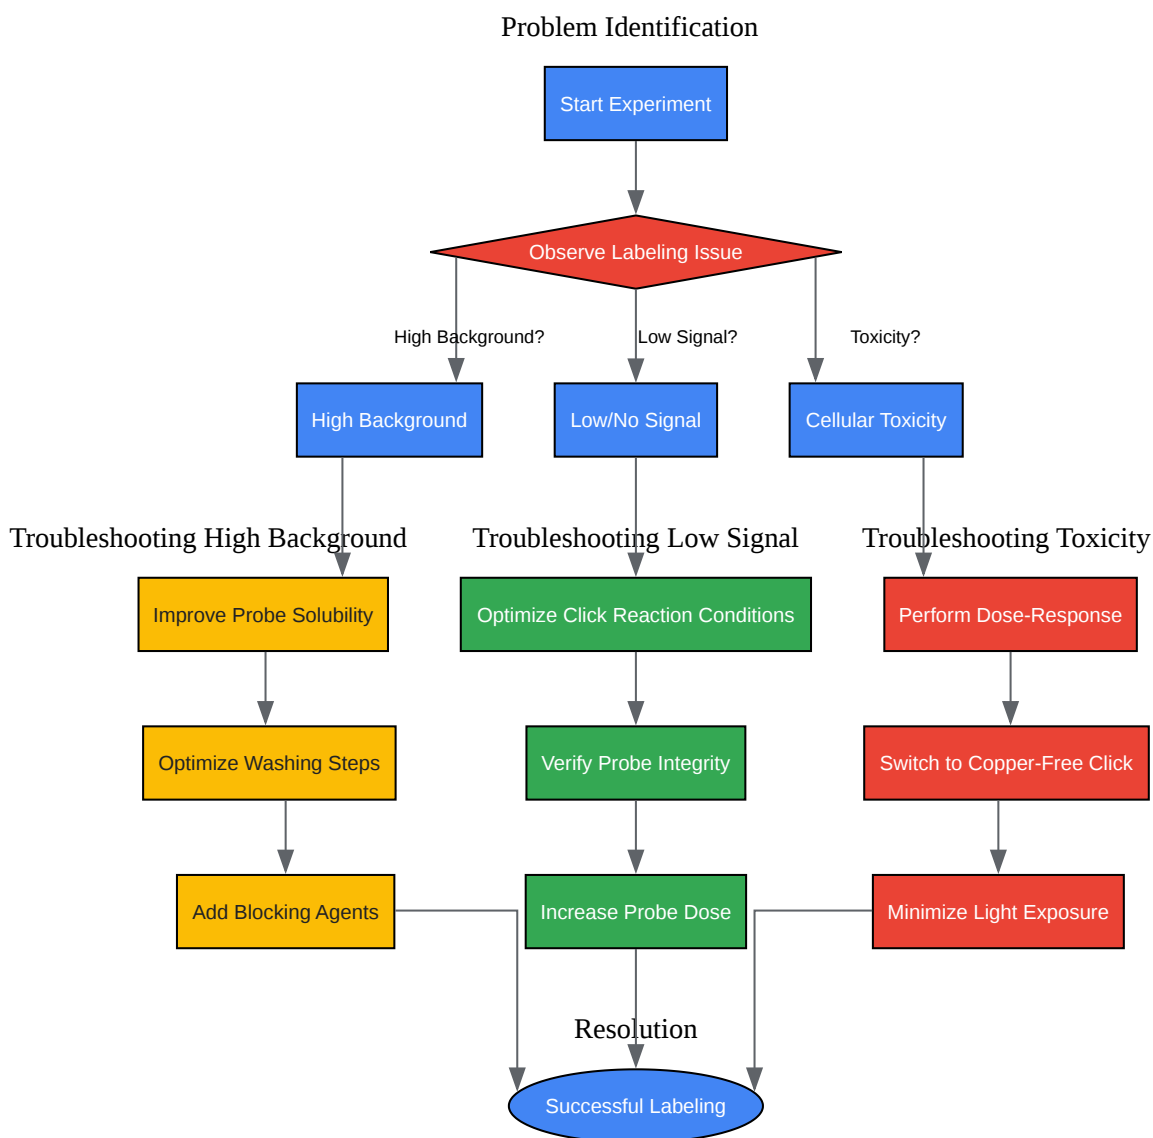 Problem Identification
Start Experiment
Observe Labeling Issue
High Background?
Low Signal?
Toxicity?
High Background
Low/No Signal
Cellular Toxicity
Troubleshooting High Background
Troubleshooting Low Signal
Troubleshooting Toxicity
Improve Probe Solubility
Optimize Click Reaction Conditions
Perform Dose-Response
Optimize Washing Steps
Verify Probe Integrity
Switch to Copper-Free Click
Add Blocking Agents
Increase Probe Dose
Minimize Light Exposure
Resolution
Successful Labeling